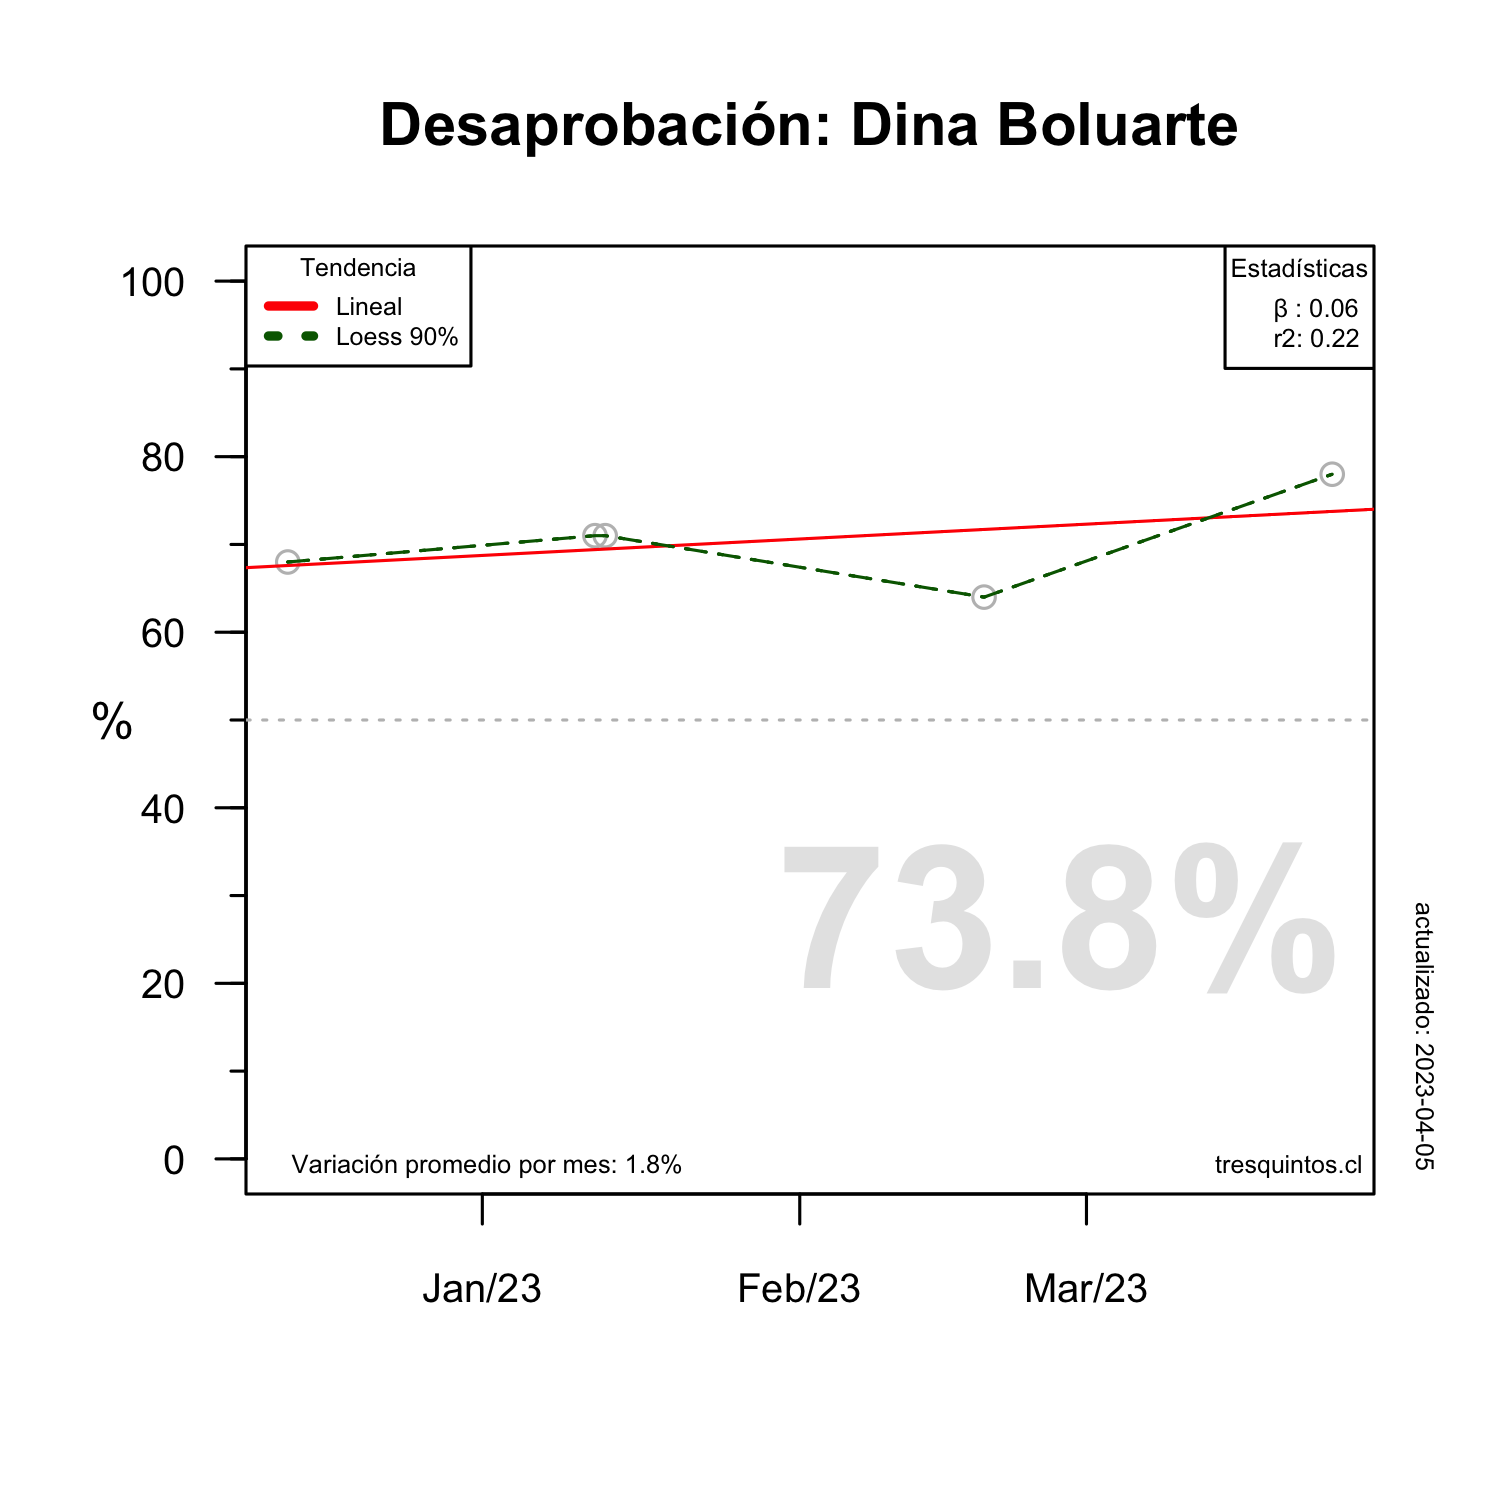 Desaprobación: Dina Boluarte
Tendencia
Lineal
Loess 90%
Estadísticas
β : 0.06
r2: 0.22
100
80
60
%
40
20
0
73.8%
Variación promedio por mes: 1.8%
tresquintos.cl
actualizado: 2023-04-05
Jan/23
Feb/23
Mar/23